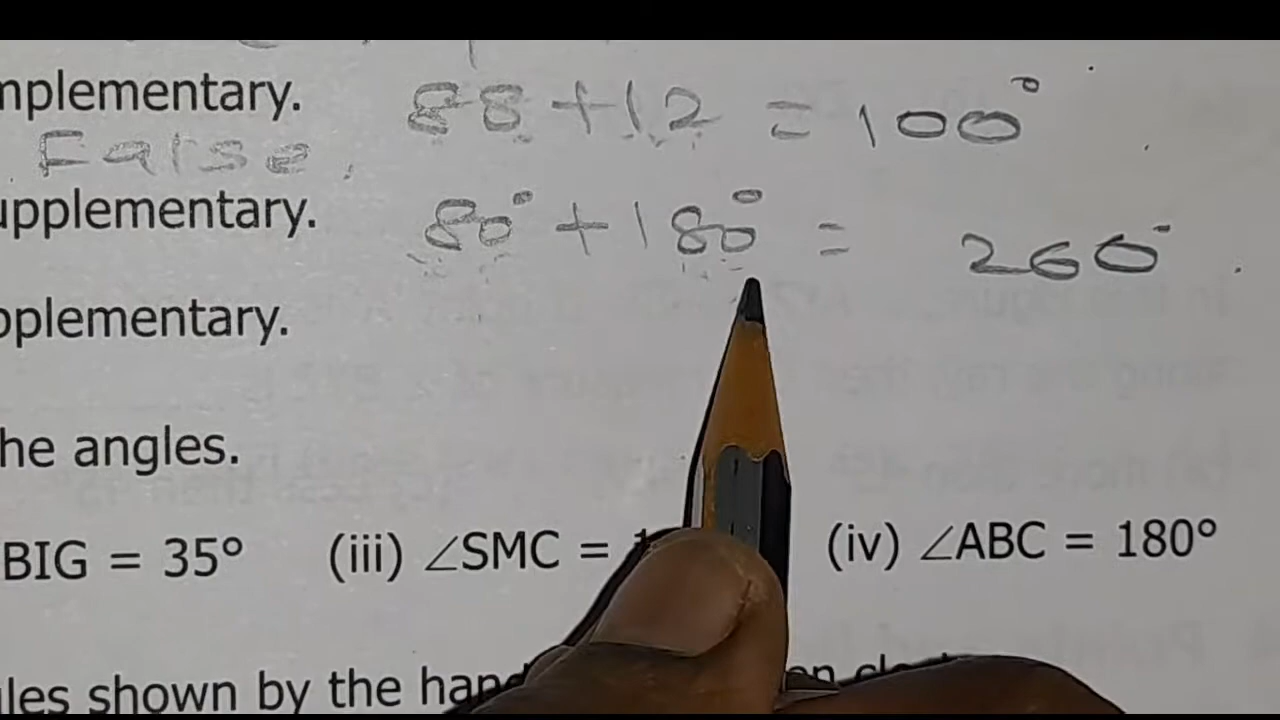 mplementary. 88 + 12 = 100°
False.
upplementary. 80° + 180° = 260°
pplementary.
he angles.
BIG = 35° (iii) ∠SMC = (iv) ∠ABC = 180°
les shown by the han